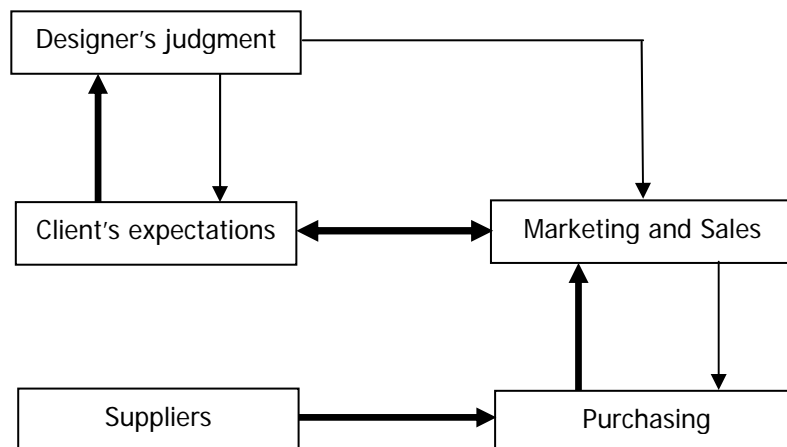 Designer’s judgment
Client’s expectations
Marketing and Sales
Suppliers
Purchasing